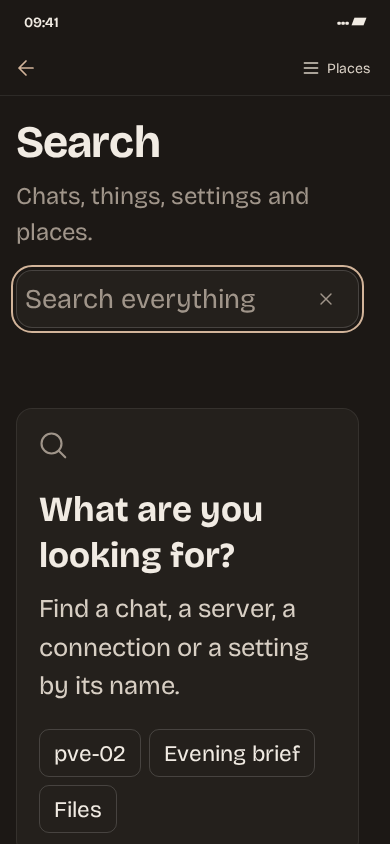 09:41
Places
Search
Chats, things, settings and
places.
Search everything
What are you
looking for?
Find a chat, a server, a
connection or a setting
by its name.
pve-02
Evening brief
Files